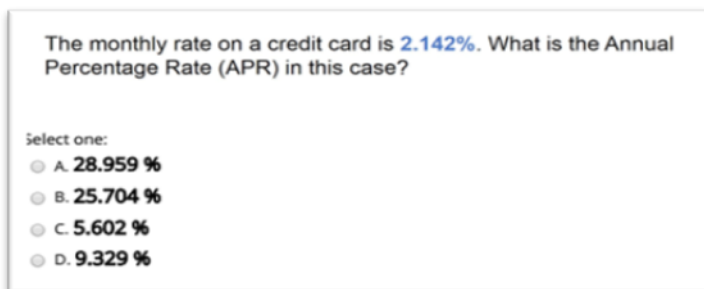 The monthly rate on a credit card is 2.142%. What is the Annual
Percentage Rate (APR) in this case?
Select one:
A. 28.959 %
B. 25.704 %
C. 5.602 %
D. 9.329 %